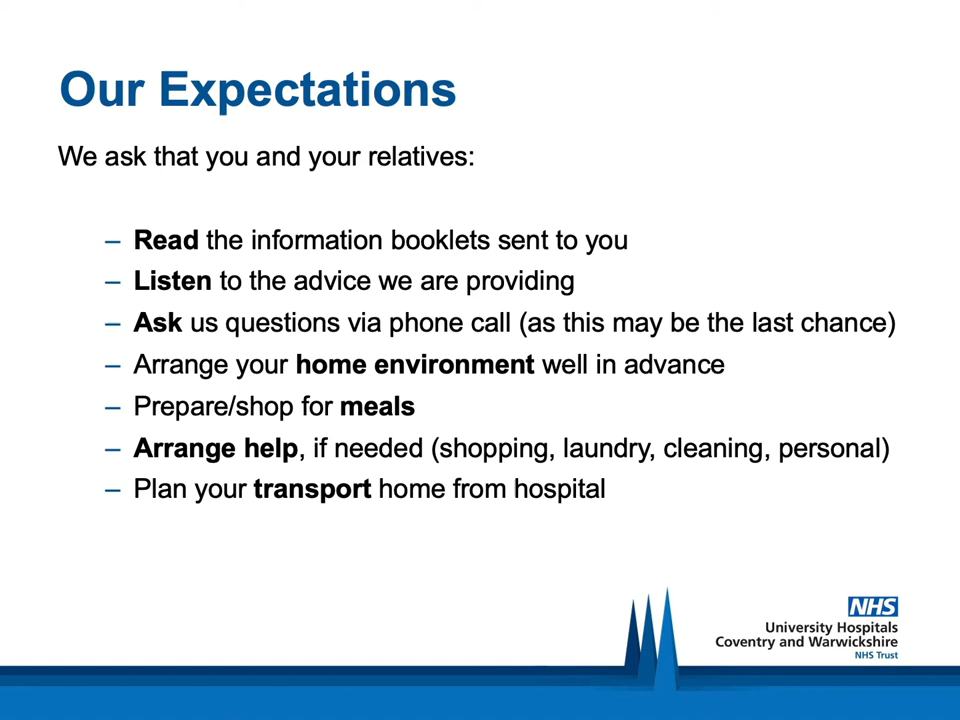 Our Expectations
We ask that you and your relatives:
– Read the information booklets sent to you
– Listen to the advice we are providing
– Ask us questions via phone call (as this may be the last chance)
– Arrange your home environment well in advance
– Prepare/shop for meals
– Arrange help, if needed (shopping, laundry, cleaning, personal)
– Plan your transport home from hospital
NHS
University Hospitals
Coventry and Warwickshire
NHS Trust